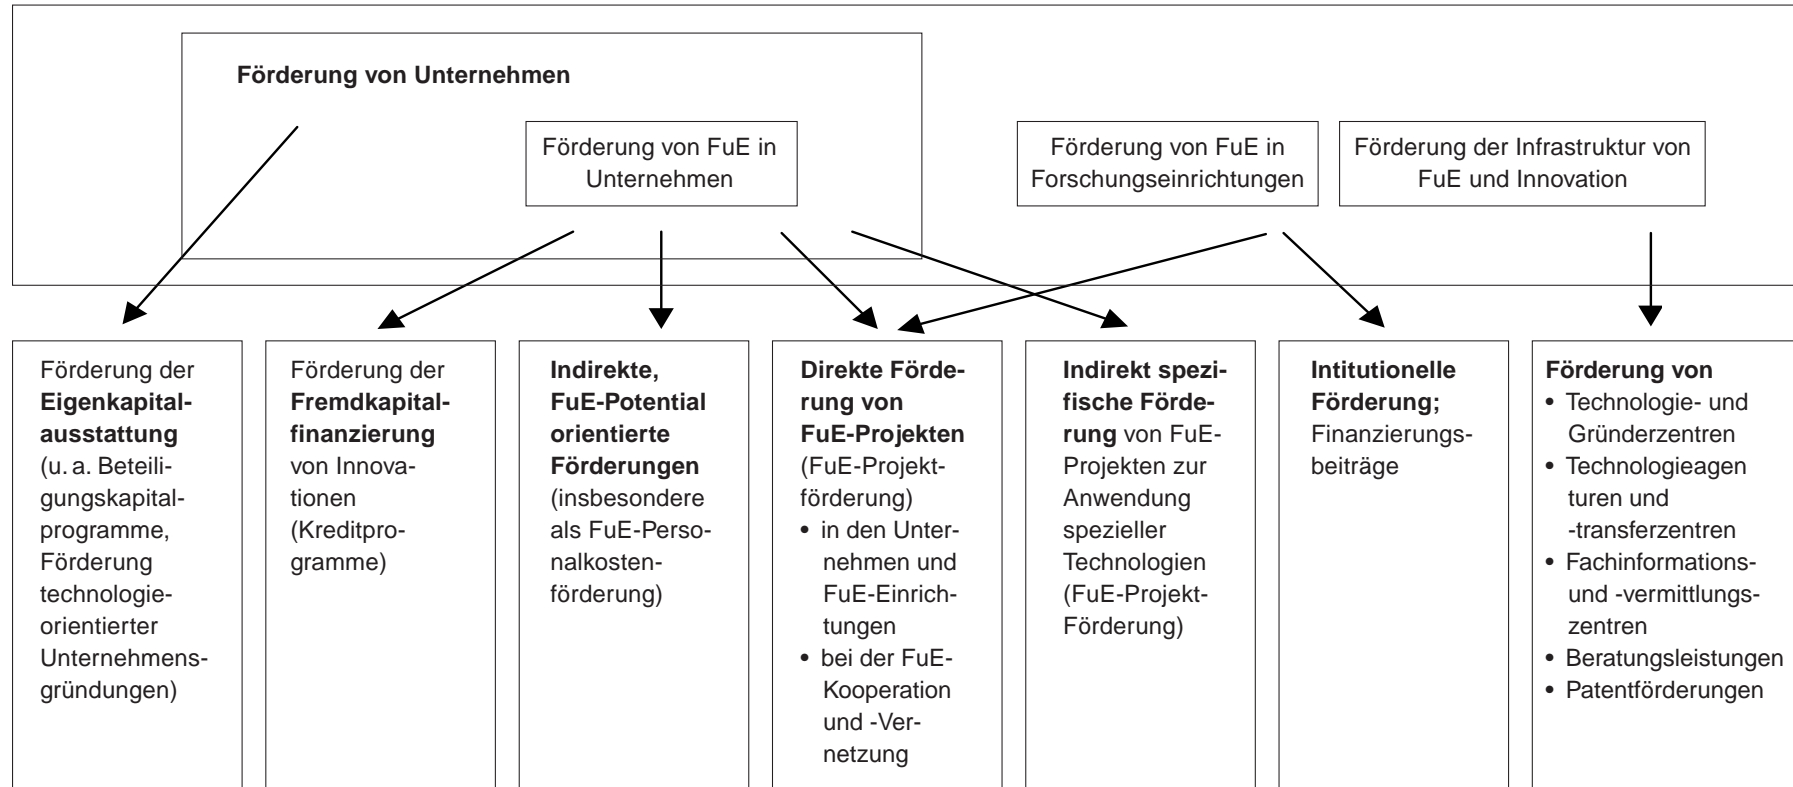 Förderung von Unternehmen
Förderung von FuE in
Unternehmen
Förderung von FuE in
Forschungseinrichtungen
Förderung der Infrastruktur von
FuE und Innovation
Förderung der
Eigenkapital-
ausstattung
(u. a. Beteili-
gungskapital-
programme,
Förderung
technologie-
orientierter
Unternehmens-
gründungen)
Förderung der
Fremdkapital-
finanzierung
von Innova-
tionen
(Kreditpro-
gramme)
Indirekte,
FuE-Potential
orientierte
Förderungen
(insbesondere
als FuE-Perso-
nalkosten-
förderung)
Direkte Förde-
rung von
FuE-Projekten
(FuE-Projekt-
förderung)
• in den Unter-
nehmen und
FuE-Einrich-
tungen
• bei der FuE-
Kooperation
und -Ver-
netzung
Indirekt spezi-
fische Förde-
rung von FuE-
Projekten zur
Anwendung
spezieller
Technologien
(FuE-Projekt-
Förderung)
Intitutionelle
Förderung;
Finanzierungs-
beiträge
Förderung von
• Technologie- und
Gründerzentren
• Technologieagen
turen und
-transferzentren
• Fachinformations-
und -vermittlungs-
zentren
• Beratungsleistungen
• Patentförderungen